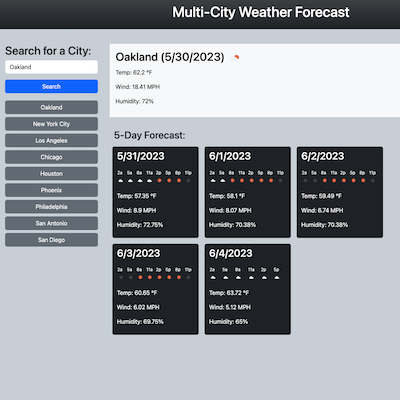 Multi-City Weather Forecast
Search for a City:
Oakland
Search
Oakland
New York City
Los Angeles
Chicago
Houston
Phoenix
Philadelphia
San Antonio
San Diego
Oakland (5/30/2023)
Temp: 62.2 °F
Wind: 18.41 MPH
Humidity: 72%
5-Day Forecast:
5/31/2023
2a 5a 8a 11a 2p 5p 8p 11p
Temp: 57.35 °F
Wind: 8.9 MPH
Humidity: 72.75%
6/1/2023
2a 5a 8a 11a 2p 5p 8p 11p
Temp: 58.1 °F
Wind: 8.07 MPH
Humidity: 70.38%
6/2/2023
2a 5a 8a 11a 2p 5p 8p 11p
Temp: 59.49 °F
Wind: 6.74 MPH
Humidity: 70.38%
6/3/2023
2a 5a 8a 11a 2p 5p 8p 11p
Temp: 60.65 °F
Wind: 6.02 MPH
Humidity: 69.75%
6/4/2023
2a 5a 8a 11a 2p 5p
Temp: 63.72 °F
Wind: 5.12 MPH
Humidity: 65%